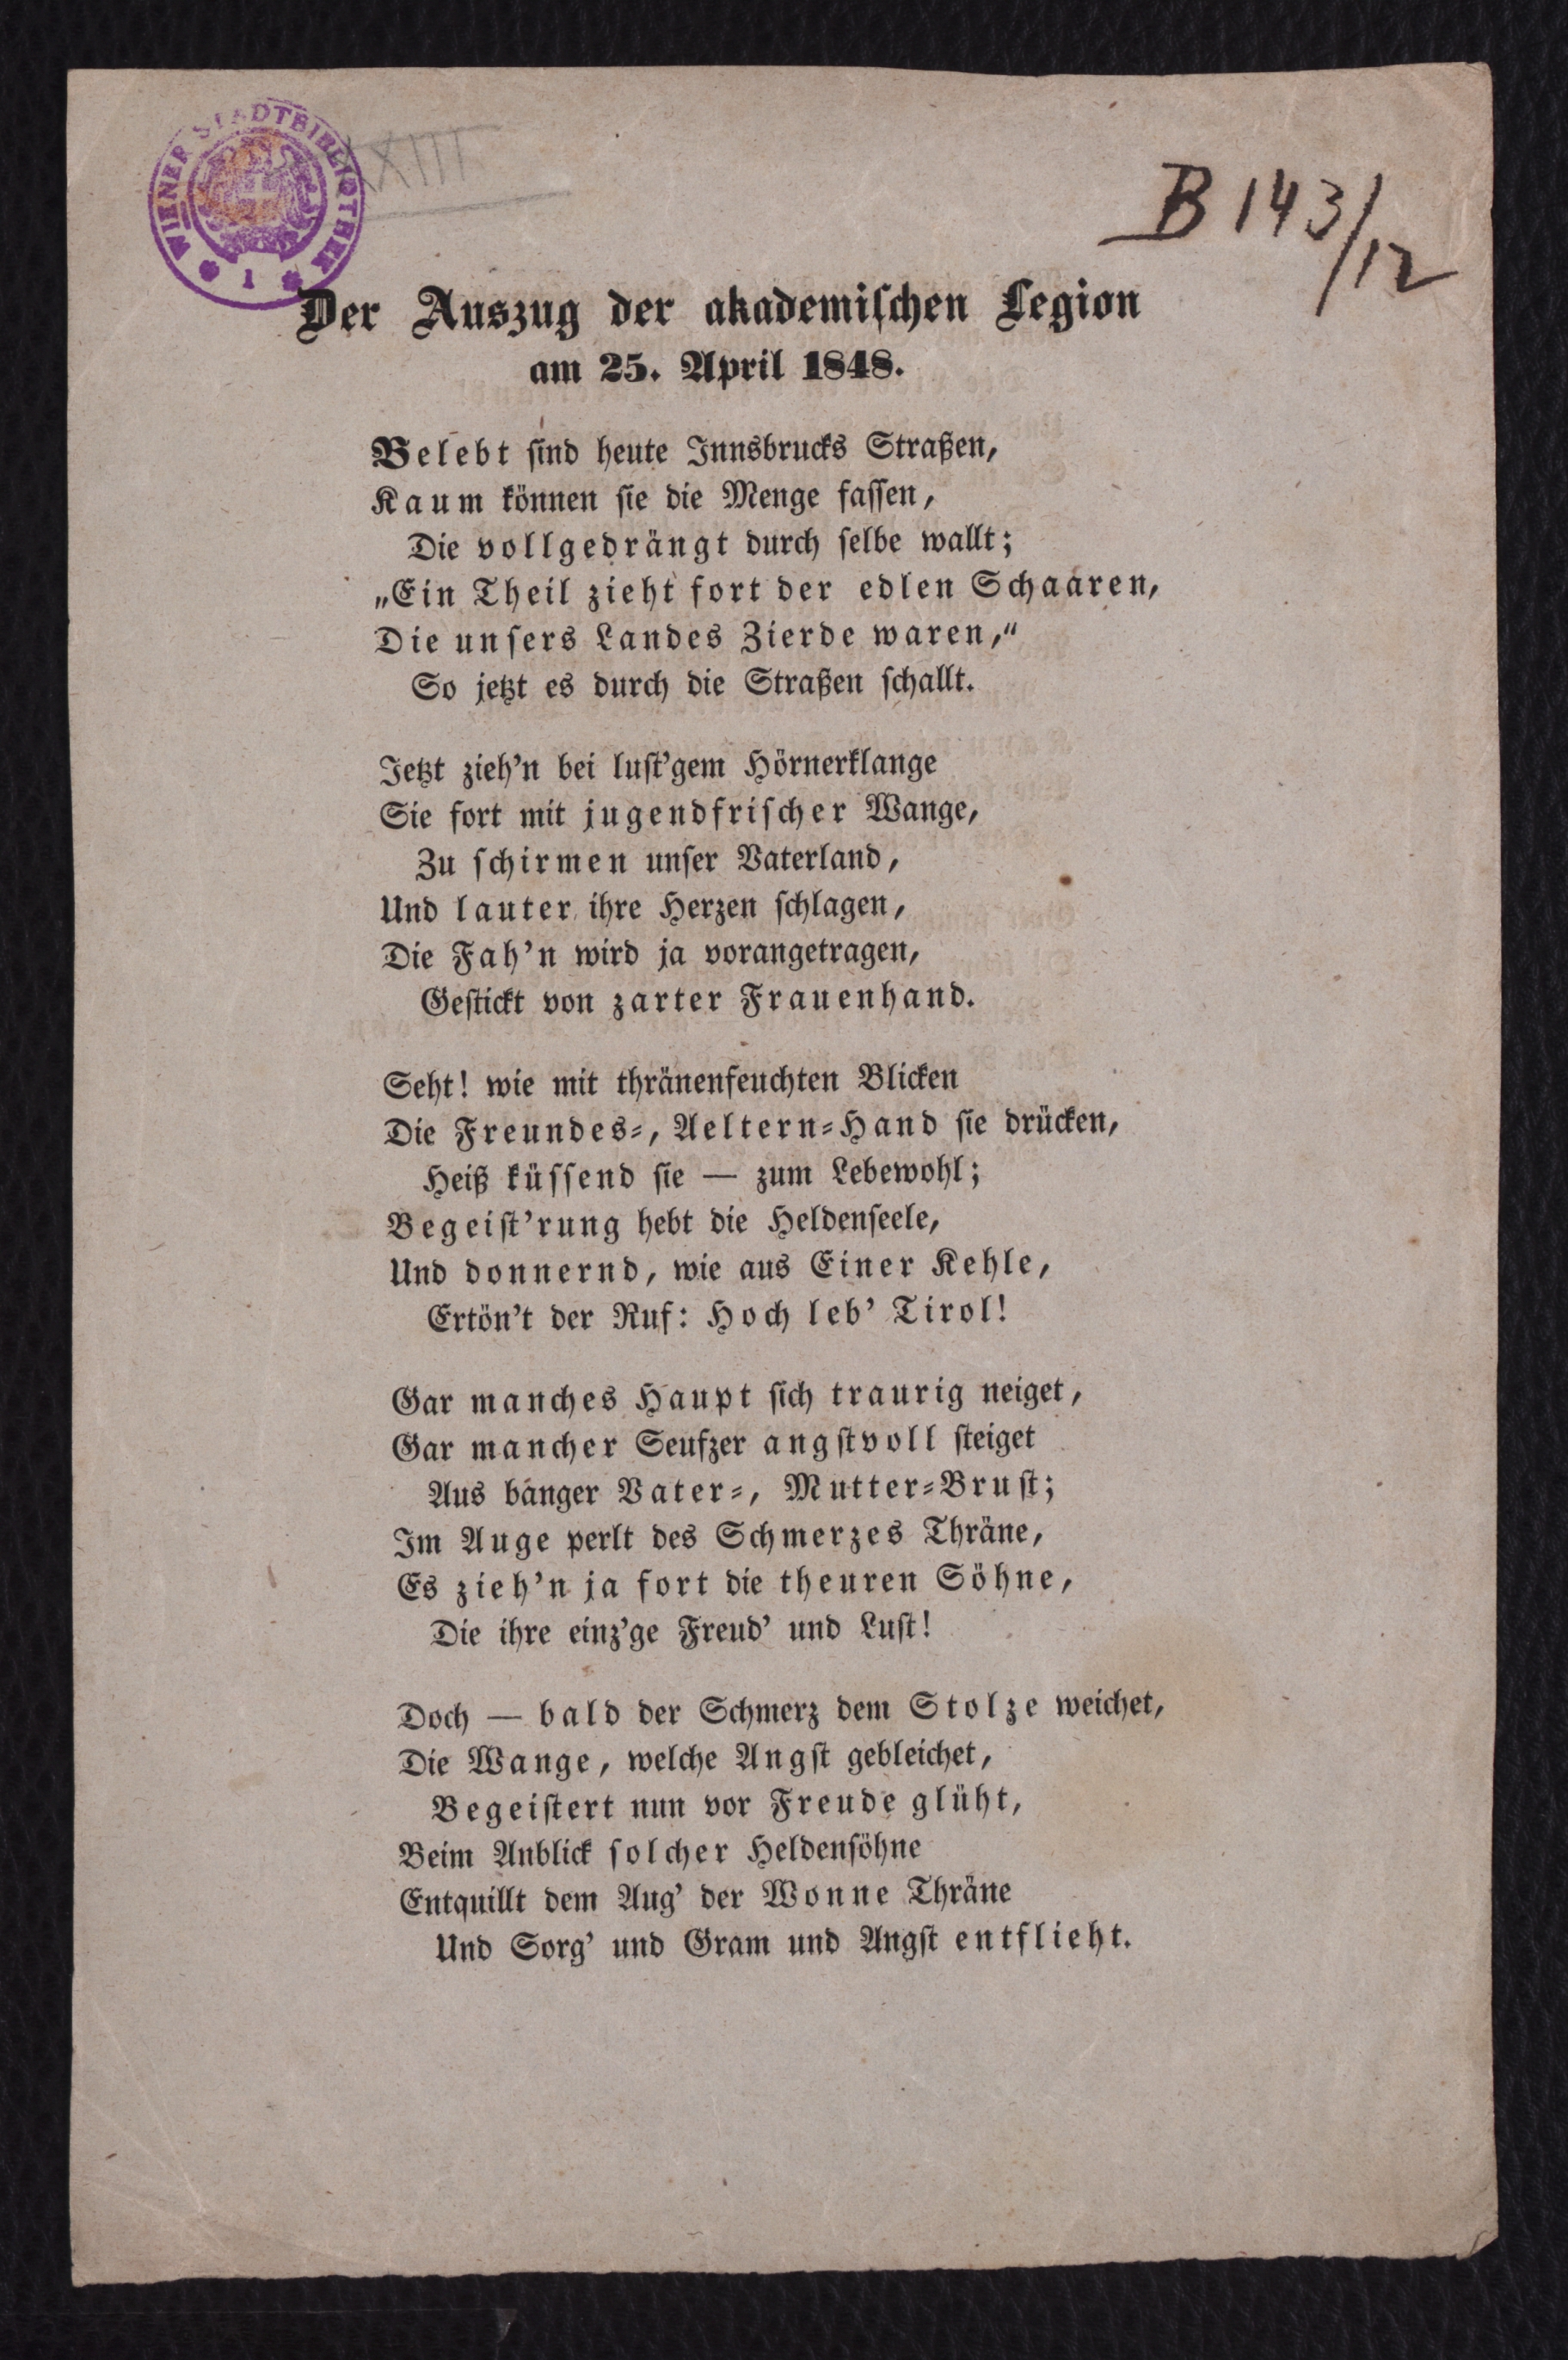 WIENER STADTBIBLIOTHEK
1
XXIII
B 143/12
Der Auszug der akademiſchen Legion
am 25. April 1848.
Belebt ſind heute Innsbrucks Straßen,
Kaum können ſie die Menge faſſen,
Die vollgedrängt durch ſelbe wallt;
„Ein Theil zieht fort der edlen Schaaren,
Die unſers Landes Zierde waren,“
So jetzt es durch die Straßen ſchallt.
Jetzt zieh’n bei luſt’gem Hörnerklange
Sie fort mit jugendfriſcher Wange,
Zu ſchirmen unſer Vaterland,
Und lauter ihre Herzen ſchlagen,
Die Fah’n wird ja vorangetragen,
Geſtickt von zarter Frauenhand.
Seht! wie mit thränenfeuchten Blicken
Die Freundes-, Aeltern-Hand ſie drücken,
Heiß küſſend ſie — zum Lebewohl;
Begeiſt’rung hebt die Heldenſeele,
Und donnernd, wie aus Einer Kehle,
Ertön’t der Ruf: Hoch leb’ Tirol!
Gar manches Haupt ſich traurig neiget,
Gar mancher Seufzer angſtvoll ſteiget
Aus banger Vater-, Mutter-Bruſt;
Im Auge perlt des Schmerzes Thräne,
Es zieh’n ja fort die theuren Söhne,
Die ihre einz’ge Freud’ und Luſt!
Doch — bald der Schmerz dem Stolze weichet,
Die Wange, welche Angſt gebleichet,
Begeiſtert nun vor Freude glüht,
Beim Anblick ſolcher Heldenſöhne
Entquillt dem Aug’ der Wonne Thräne
Und Sorg’ und Gram und Angſt entflieht.